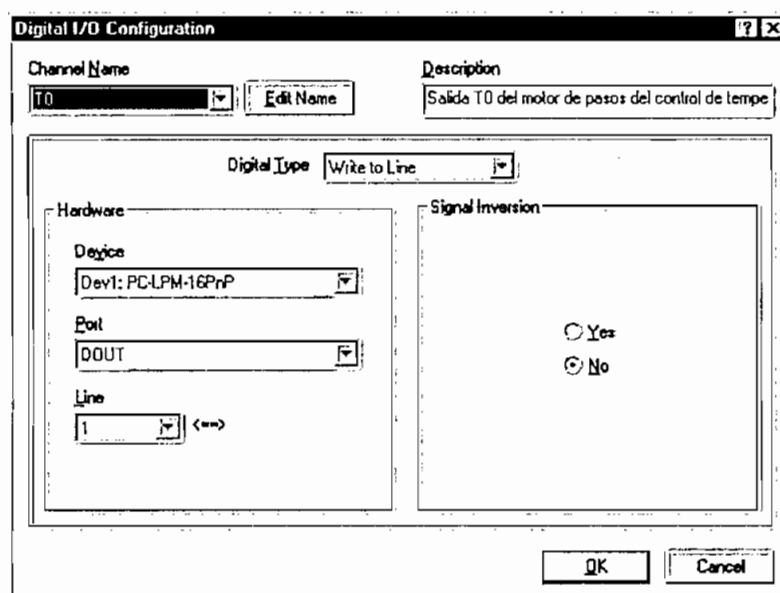 Digital I/O Configuration
Channel Name
Description
T0
Edit Name
Salida T0 del motor de pasos del control de tempe
Digital Type
Write to Line
Hardware
Signal Inversion
Device
Dev1: PC-LPM-16PnP
Port
DOUT
Line
1
<==>
Yes
No
OK
Cancel